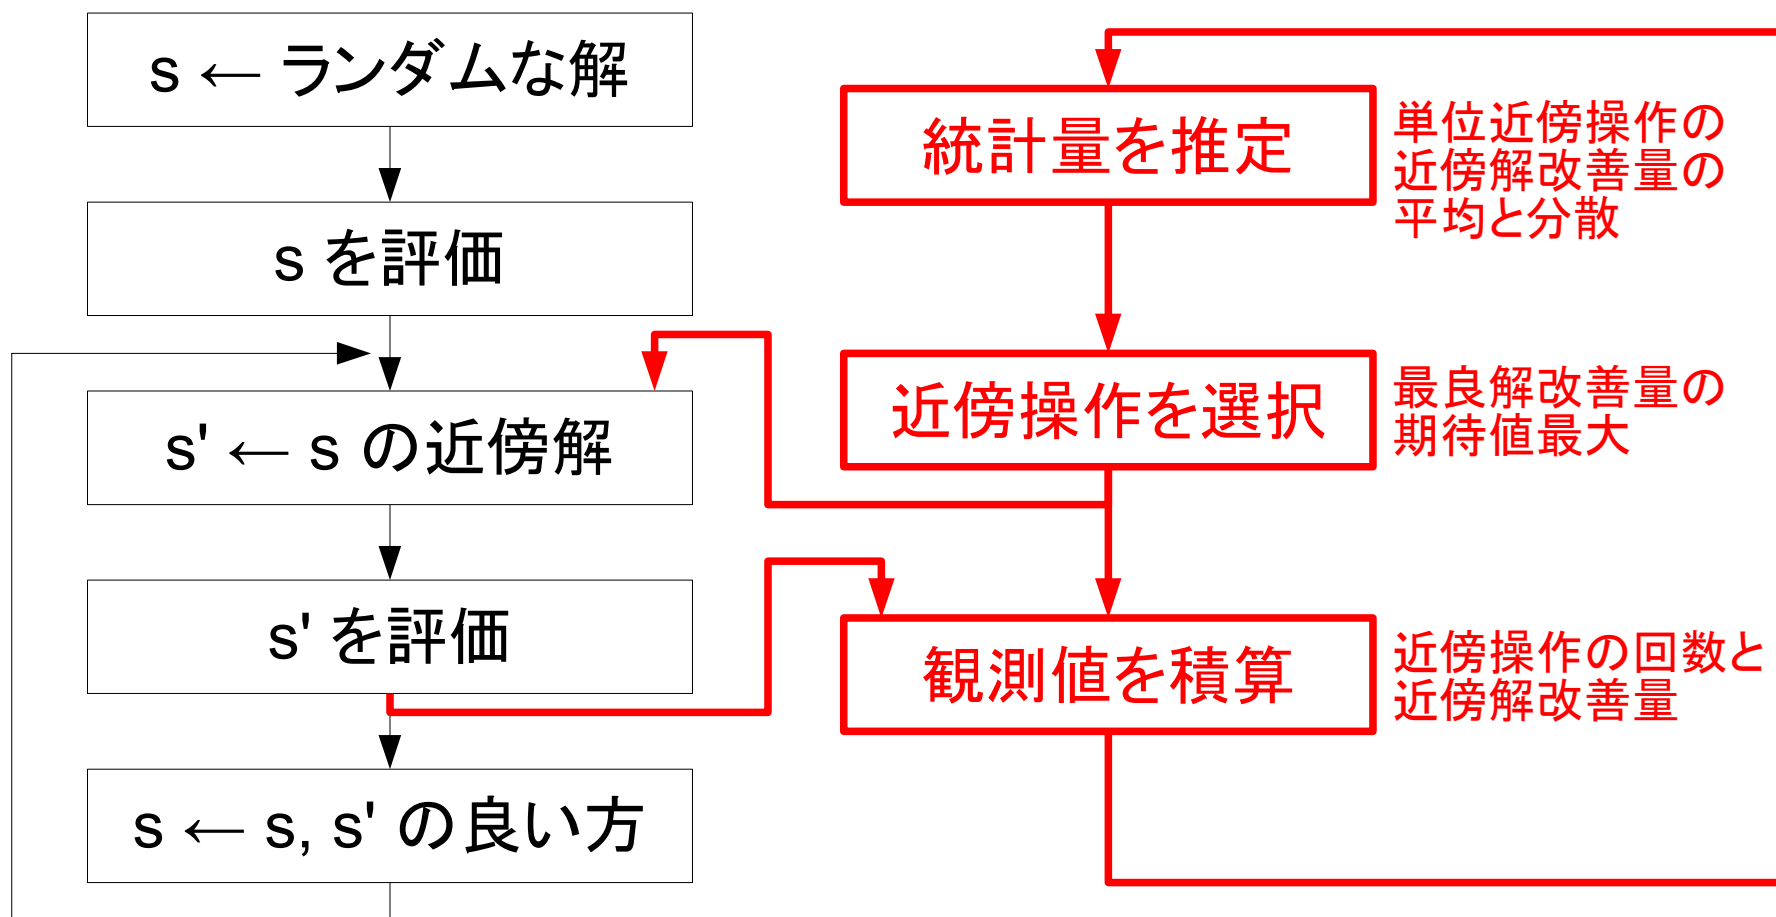 s ← ランダムな解
s を評価
s' ← s の近傍解
s' を評価
s ← s, s' の良い方
統計量を推定
単位近傍操作の
近傍解改善量の
平均と分散
近傍操作を選択
最良解改善量の
期待値最大
観測値を積算
近傍操作の回数と
近傍解改善量